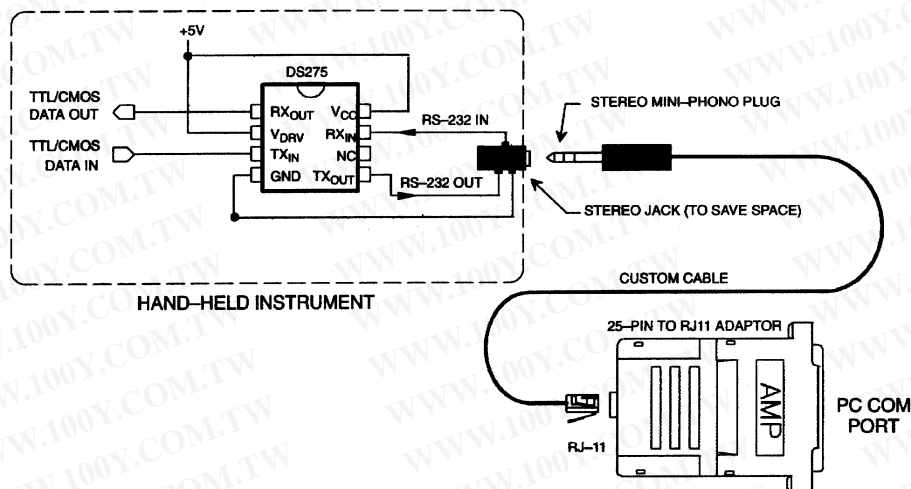 +5V
DS275
TTL/CMOS
DATA OUT
TTL/CMOS
DATA IN
RXOUT
VDRV
TXIN
GND
VCC
RXIN
NC
TXOUT
RS–232 IN
RS–232 OUT
STEREO MINI–PHONO PLUG
STEREO JACK (TO SAVE SPACE)
HAND–HELD INSTRUMENT
CUSTOM CABLE
25–PIN TO RJ11 ADAPTOR
AMP
RJ–11
PC COM
PORT
WWW.100Y.COM.TW